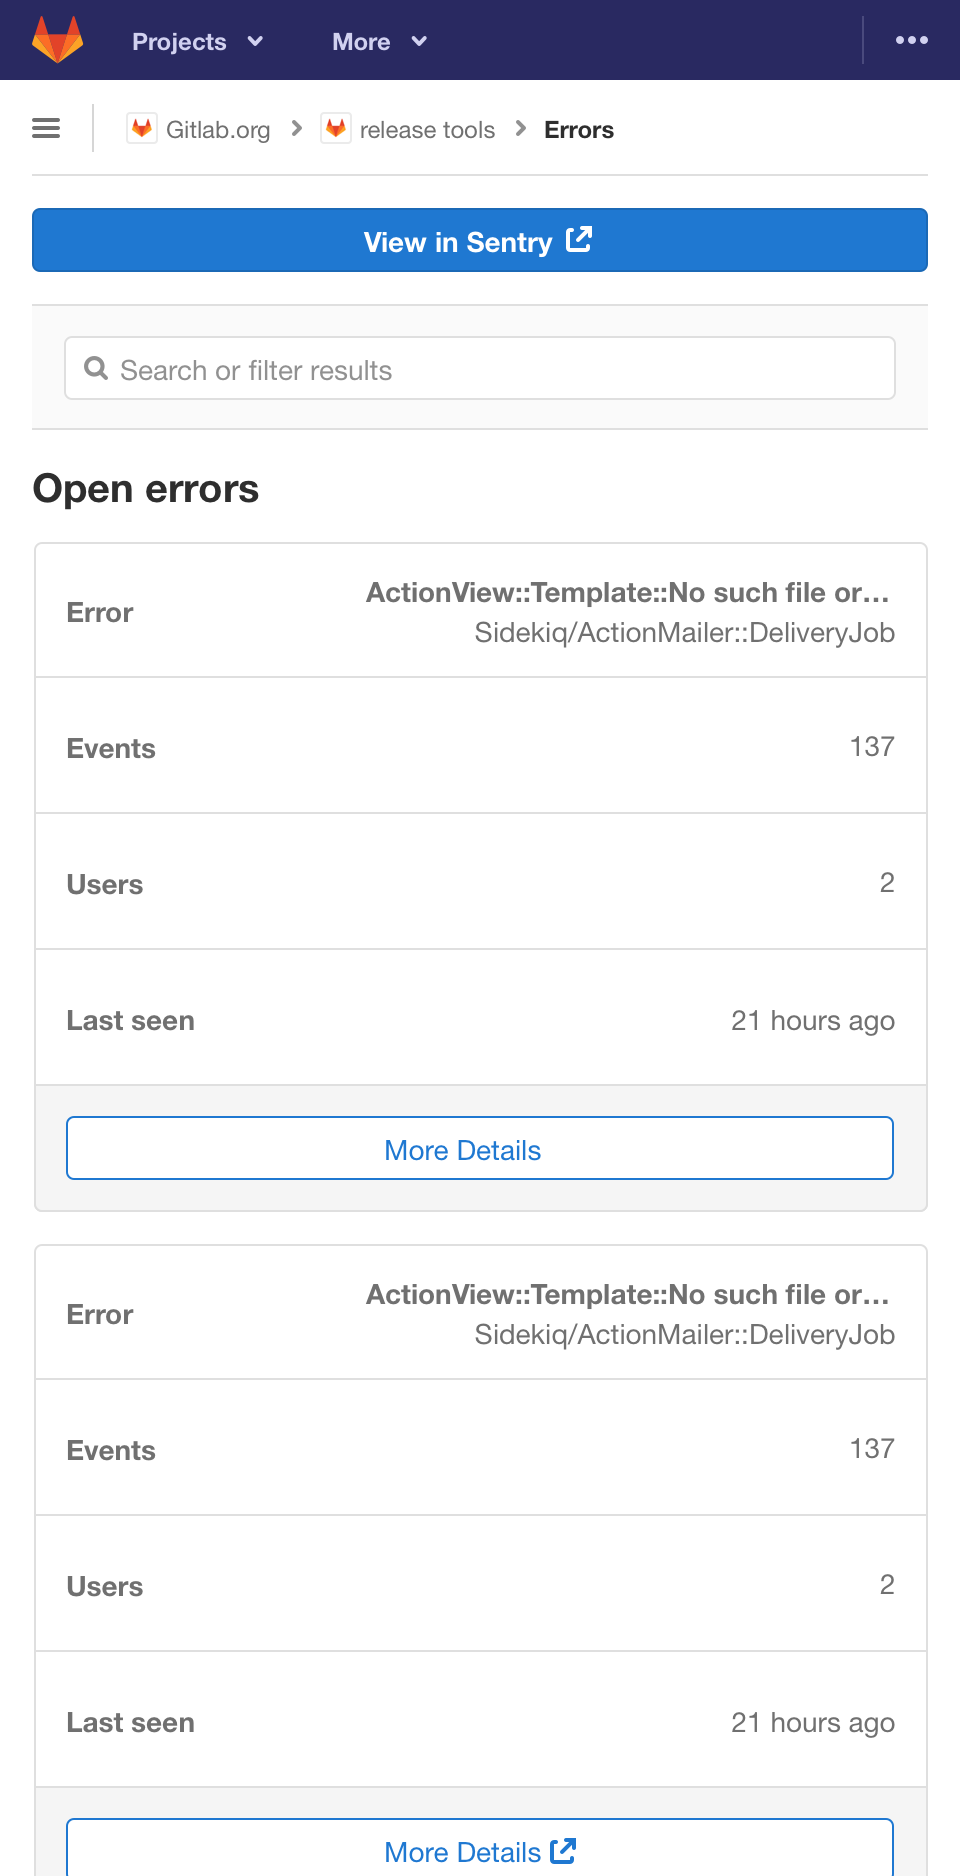 Projects More
Gitlab.org release tools Errors
View in Sentry
Search or filter results
Open errors
Error ActionView::Template::No such file or...
Sidekiq/ActionMailer::DeliveryJob
Events 137
Users 2
Last seen 21 hours ago
More Details
Error ActionView::Template::No such file or...
Sidekiq/ActionMailer::DeliveryJob
Events 137
Users 2
Last seen 21 hours ago
More Details